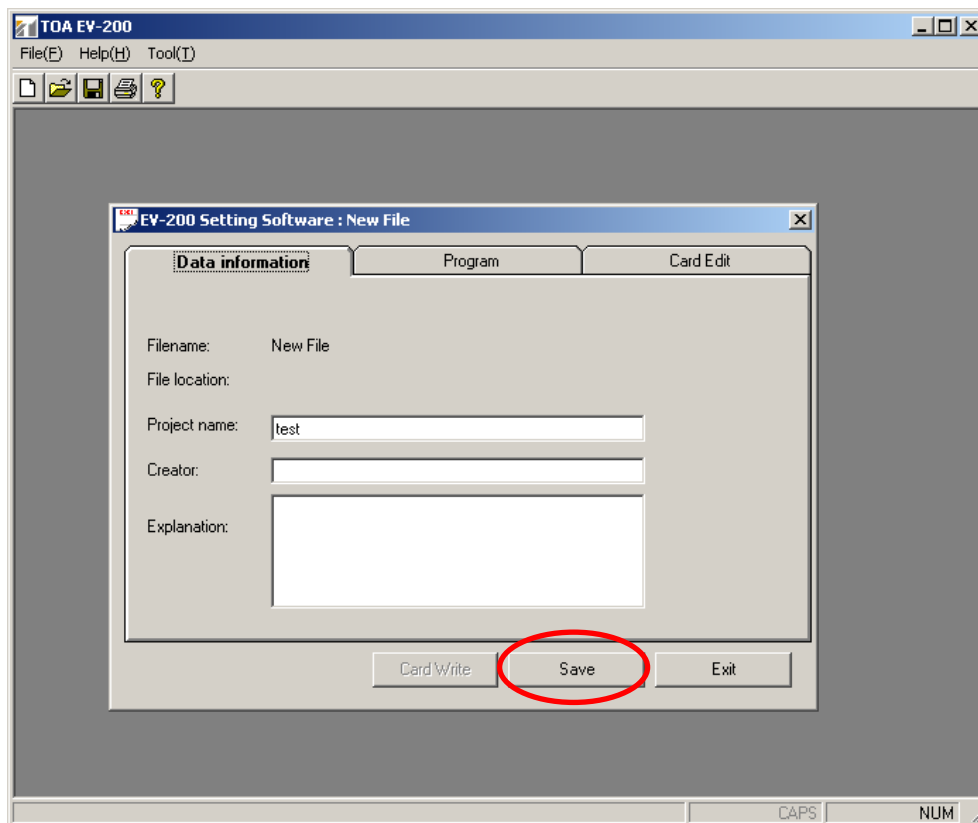 TOA EV-200
File(F) Help(H) Tool(T)
EV-200 Setting Software : New File
Data information Program Card Edit
Filename: New File
File location:
Project name: test
Creator:
Explanation:
Card Write Save Exit
CAPS NUM